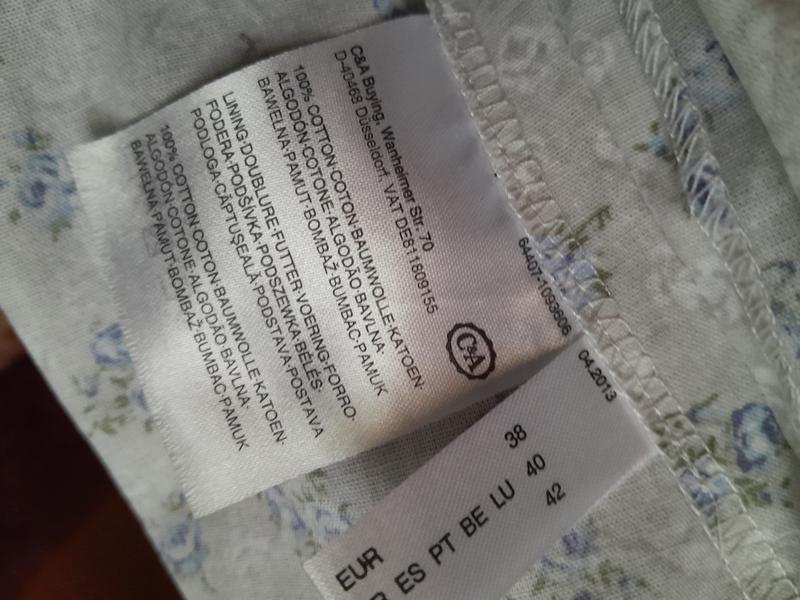 C&A Buying, Wanheimer Str. 70
D-40468 Düsseldorf. VAT DE811809155
100% COTTON·COTON·BAUMWOLLE·KATOEN·
ALGODÓN·COTONE·ALGODÃO·BAVLNA·
BAWEŁNA·PAMUT·BOMBAŽ·BUMBAC·PAMUK
LINING·DOUBLURE·FUTTER·VOERING·FORRO·
FODERA·PODŠÍVKA·PODSZEWKA·BÉLÉS·
PODLOGA·CĂPTUŞEALĂ·PODSTAVA·POSTAVA
100% COTTON·COTON·BAUMWOLLE·KATOEN·
ALGODÓN·COTONE·ALGODÃO·BAVLNA·
BAWEŁNA·PAMUT·BOMBAŽ·BUMBAC·PAMUK
64407-1093606
C&A
04.2013
EUR 38
ES PT BE LU 40
42